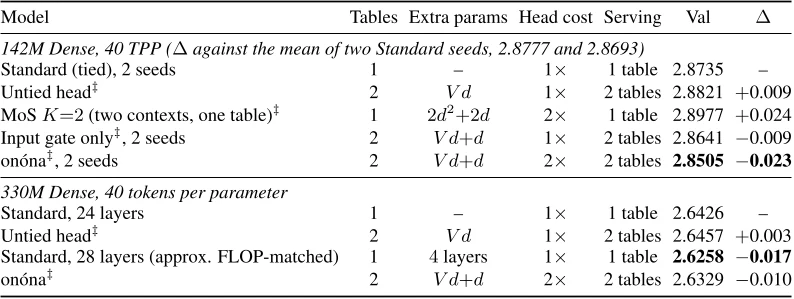 Model Tables Extra params Head cost Serving Val Δ
142M Dense, 40 TPP (Δ against the mean of two Standard seeds, 2.8777 and 2.8693)
Standard (tied), 2 seeds 1 – 1× 1 table 2.8735 –
Untied head‡ 2 Vd 1× 2 tables 2.8821 +0.009
MoS K=2 (two contexts, one table)‡ 1 2d²+2d 2× 1 table 2.8977 +0.024
Input gate only‡, 2 seeds 2 Vd+d 1× 2 tables 2.8641 −0.009
onóna‡, 2 seeds 2 Vd+d 2× 2 tables 2.8505 −0.023
330M Dense, 40 tokens per parameter
Standard, 24 layers 1 – 1× 1 table 2.6426 –
Untied head‡ 2 Vd 1× 2 tables 2.6457 +0.003
Standard, 28 layers (approx. FLOP-matched) 1 4 layers 1× 1 table 2.6258 −0.017
onóna‡ 2 Vd+d 2× 2 tables 2.6329 −0.010